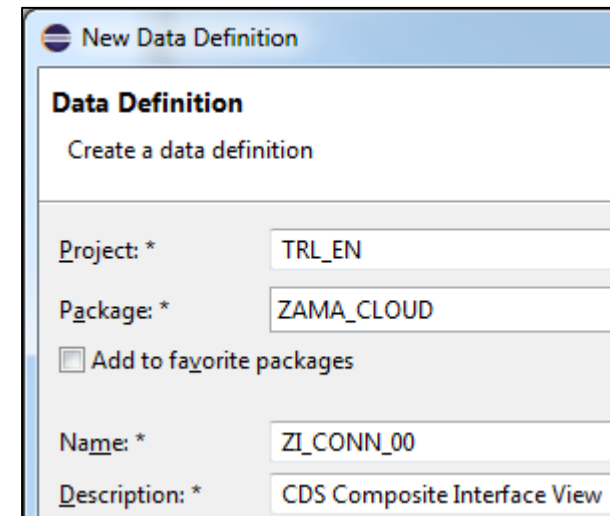 New Data Definition
Data Definition
Create a data definition
Project: * TRL_EN
Package: * ZAMA_CLOUD
Add to favorite packages
Name: * ZI_CONN_00
Description: * CDS Composite Interface View